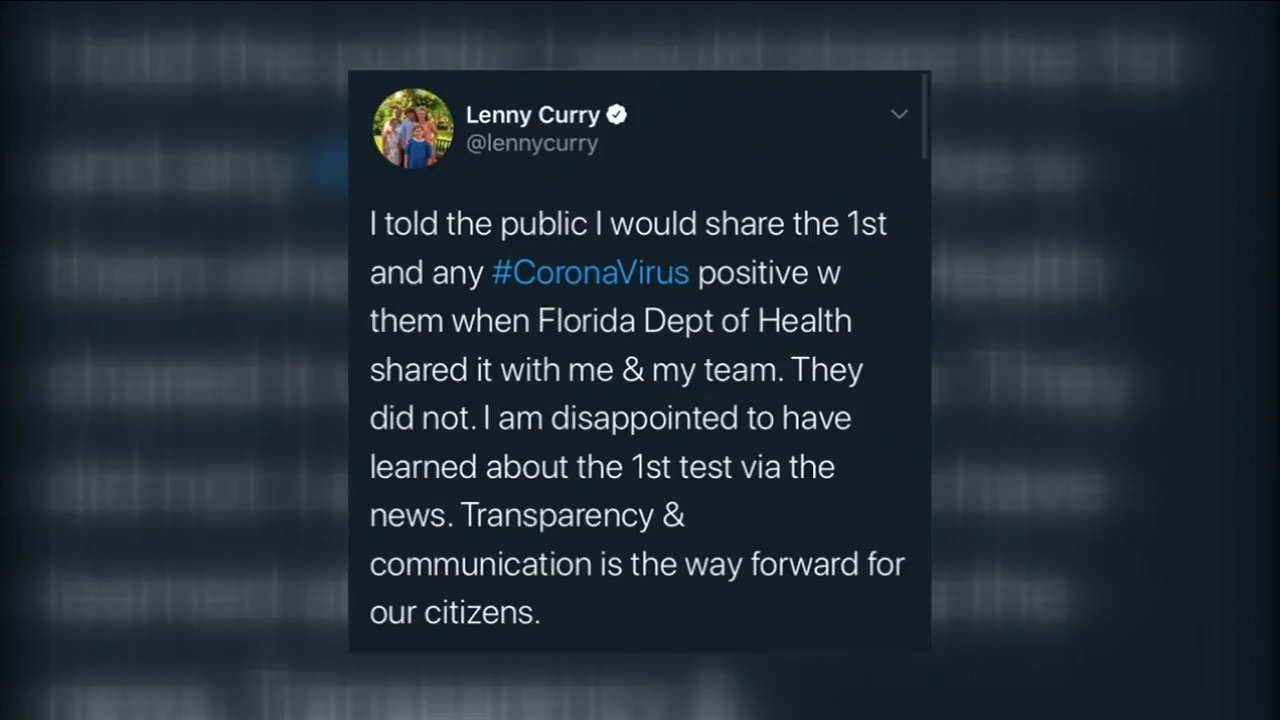 Lenny Curry
@lennycurry
I told the public I would share the 1st
and any #CoronaVirus positive w
them when Florida Dept of Health
shared it with me & my team. They
did not. I am disappointed to have
learned about the 1st test via the
news. Transparency &
communication is the way forward for
our citizens.